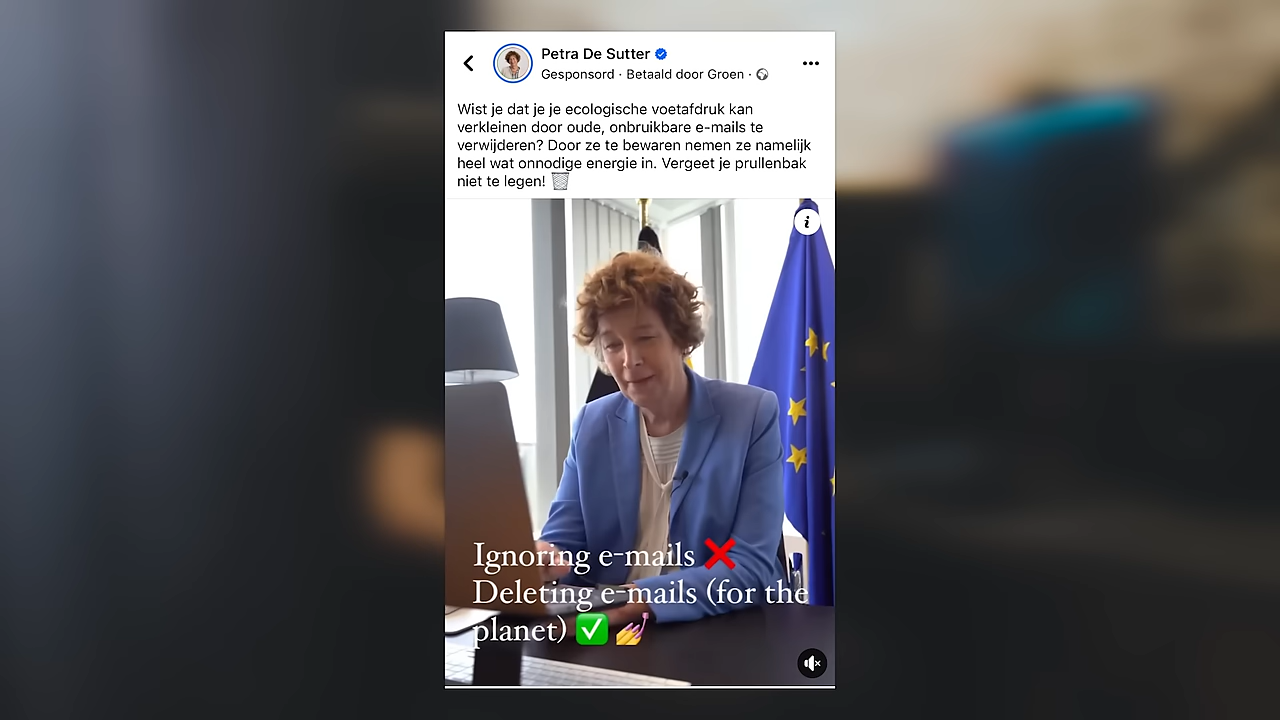 Petra De Sutter
Gesponsord · Betaald door Groen ·
Wist je dat je je ecologische voetafdruk kan
verkleinen door oude, onbruikbare e-mails te
verwijderen? Door ze te bewaren nemen ze namelijk
heel wat onnodige energie in. Vergeet je prullenbak
niet te legen! 🗑️
Ignoring e-mails ❌
Deleting e-mails (for the
planet) ✅ 💅